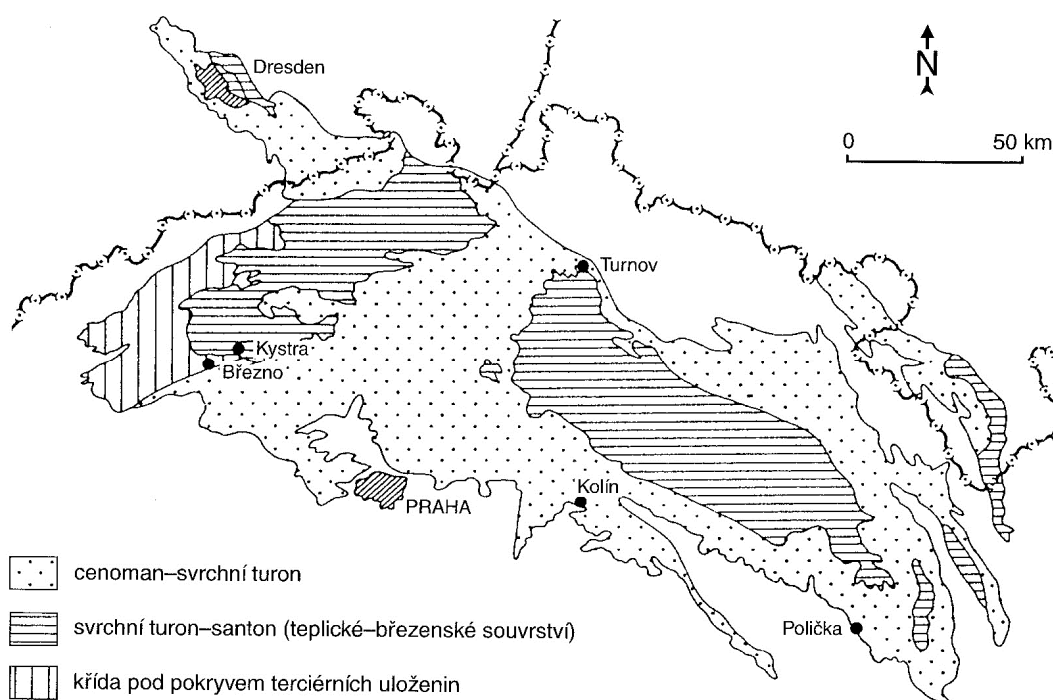 Dresden
N
0 50 km
Turnov
Kystra
Březno
Kolín
PRAHA
cenoman–svrchní turon
svrchní turon–santon (teplické–březenské souvrství)
Polička
křída pod pokryvem terciérních uloženin